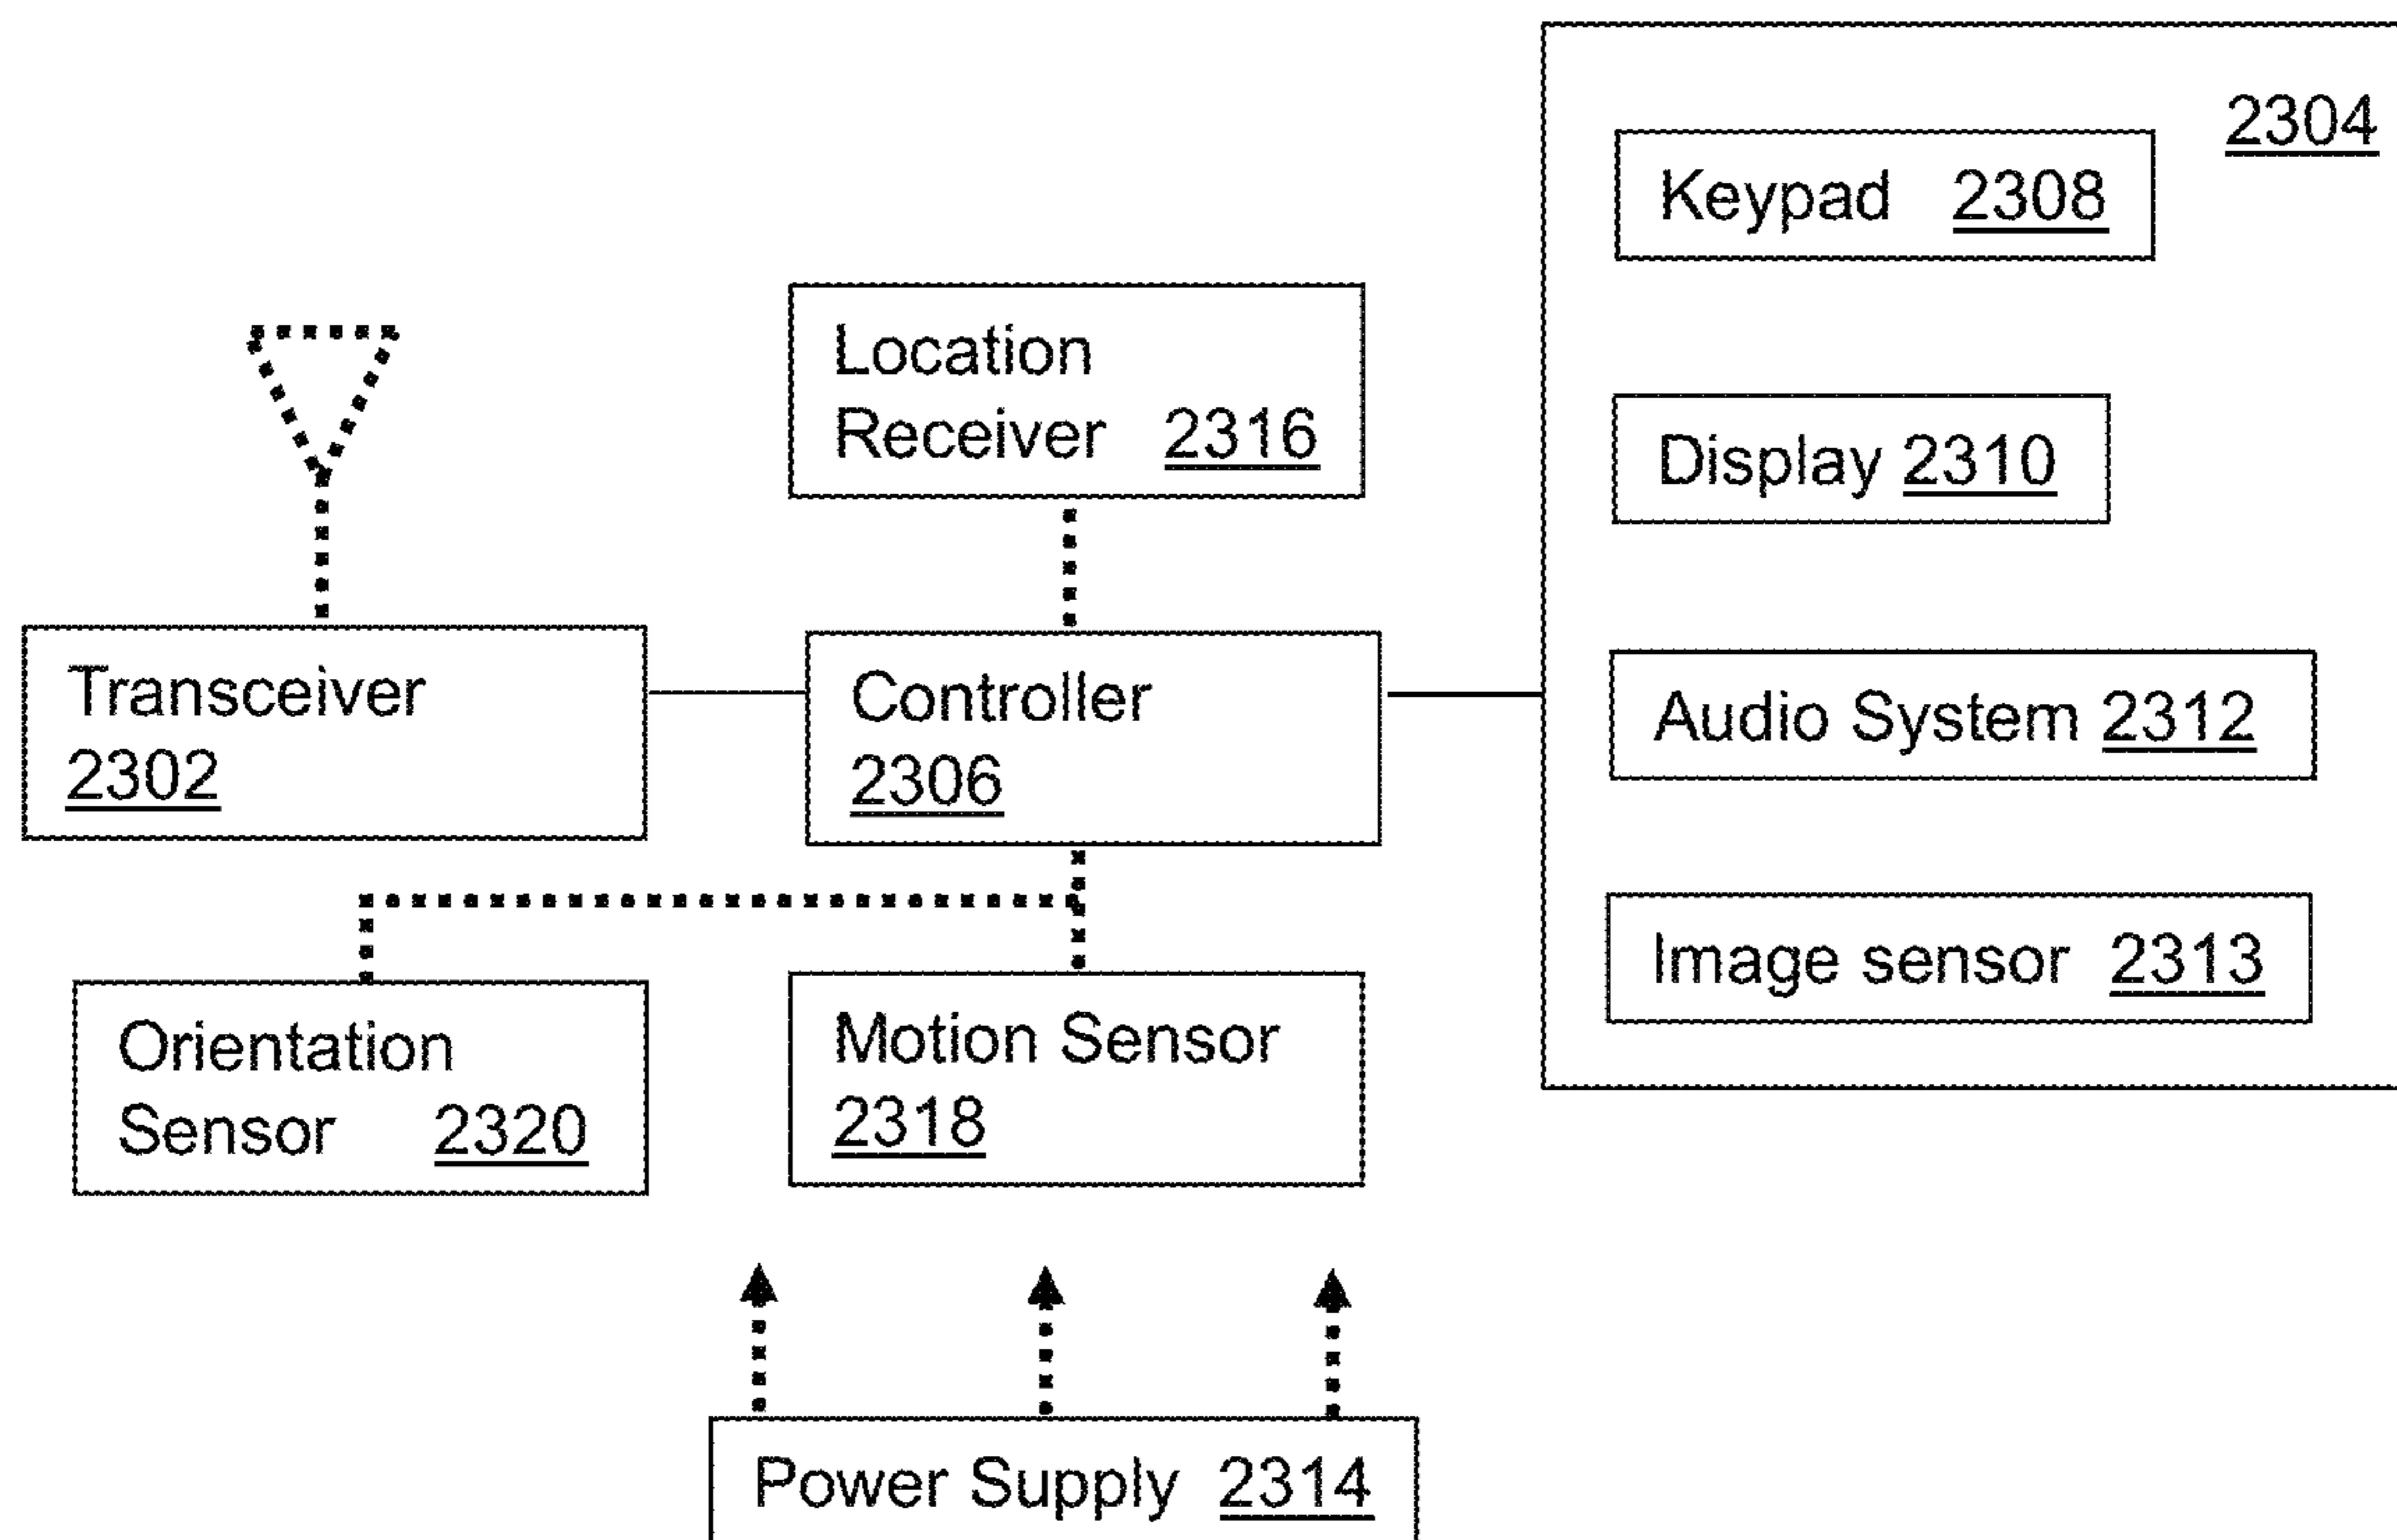 2304
Keypad 2308
Location
Receiver 2316
Display 2310
Transceiver
2302
Controller
2306
Audio System 2312
Image sensor 2313
Orientation
Sensor 2320
Motion Sensor
2318
Power Supply 2314